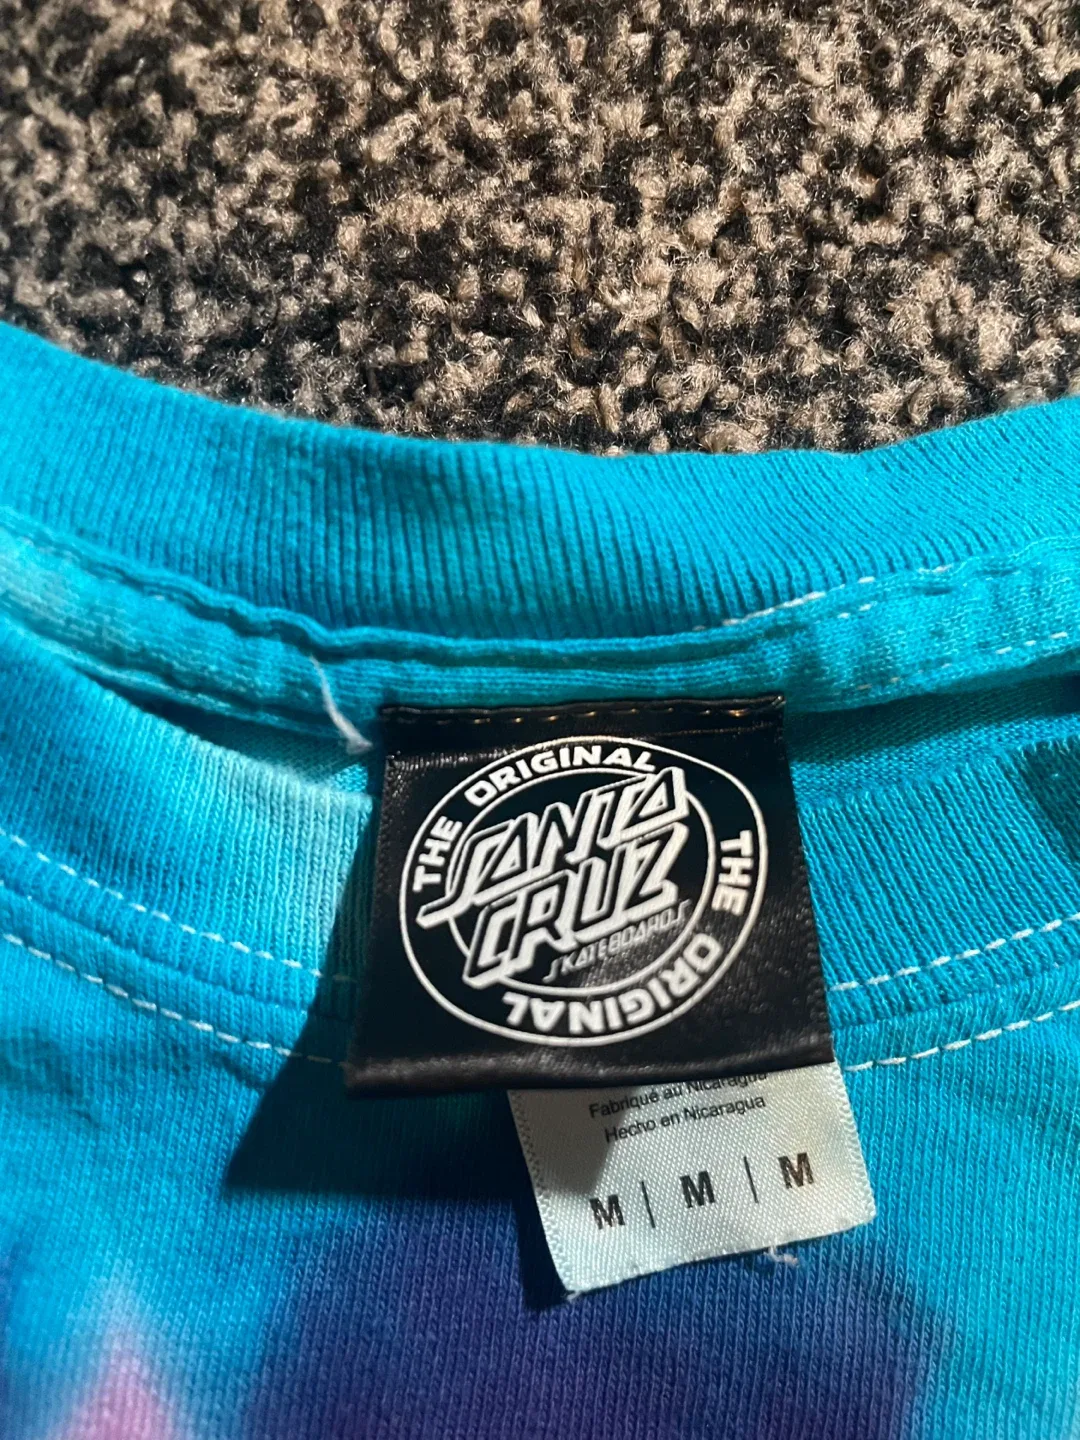 THE ORIGINAL
SANTA
CRUZ
SKATEBOARDS
THE ORIGINAL
Fabriqué au Nicaragua
Hecho en Nicaragua
M | M | M